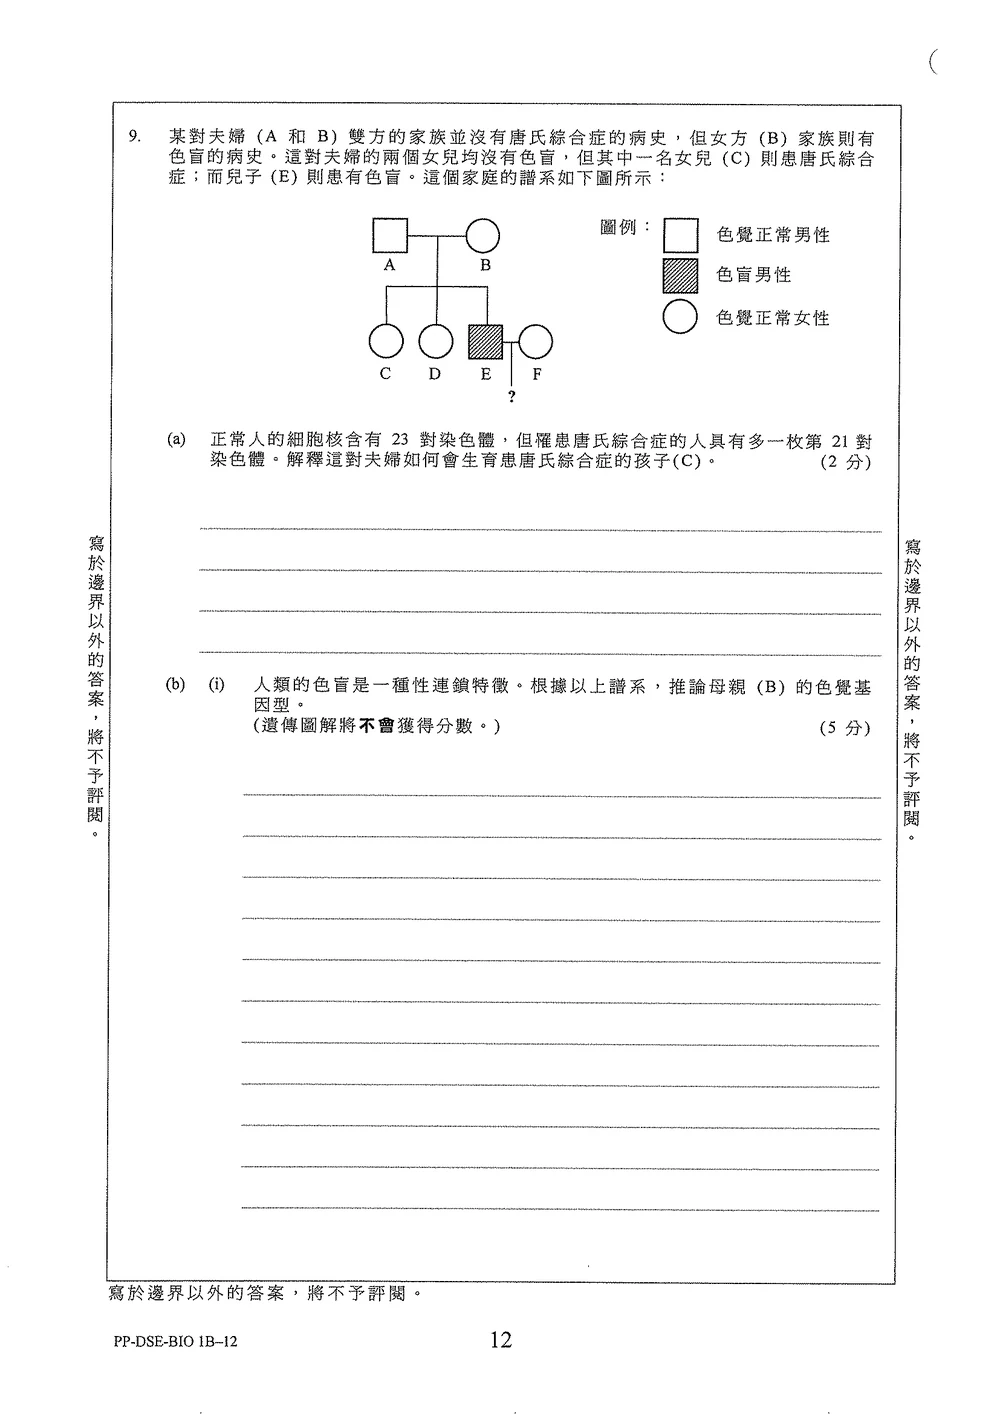 9. 某對夫婦 (A 和 B) 雙方的家族並沒有唐氏綜合症的病史，但女方 (B) 家族則有
色盲的病史。這對夫婦的兩個女兒均沒有色盲，但其中一名女兒 (C) 則患唐氏綜合
症；而兒子 (E) 則患有色盲。這個家庭的譜系如下圖所示：
圖例：
色覺正常男性
A B
色盲男性
色覺正常女性
C D E F
?
(a) 正常人的細胞核含有 23 對染色體，但罹患唐氏綜合症的人具有多一枚第 21 對
染色體。解釋這對夫婦如何會生育患唐氏綜合症的孩子(C)。 (2 分)
(b) (i) 人類的色盲是一種性連鎖特徵。根據以上譜系，推論母親 (B) 的色覺基
因型。
(遺傳圖解將不會獲得分數。) (5 分)
寫於邊界以外的答案，將不予評閱。
寫於邊界以外的答案，將不予評閱。
寫於邊界以外的答案，將不予評閱。
PP-DSE-BIO 1B–12
12